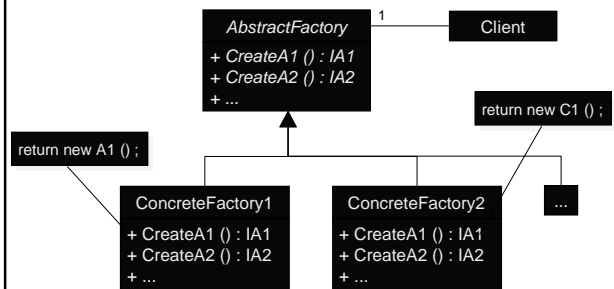 AbstractFactory
+ CreateA1 () : IA1
+ CreateA2 () : IA2
+ ...
1
Client
return new A1 () ;
return new C1 () ;
ConcreteFactory1
+ CreateA1 () : IA1
+ CreateA2 () : IA2
+ ...
ConcreteFactory2
+ CreateA1 () : IA1
+ CreateA2 () : IA2
+ ...
...